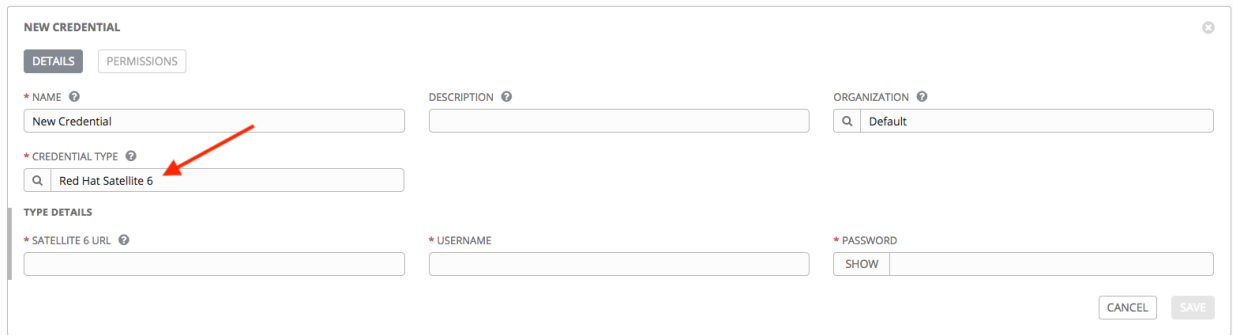 NEW CREDENTIAL
DETAILS PERMISSIONS
* NAME DESCRIPTION ORGANIZATION
New Credential Default
* CREDENTIAL TYPE
Red Hat Satellite 6
TYPE DETAILS
* SATELLITE 6 URL * USERNAME * PASSWORD
SHOW
CANCEL SAVE